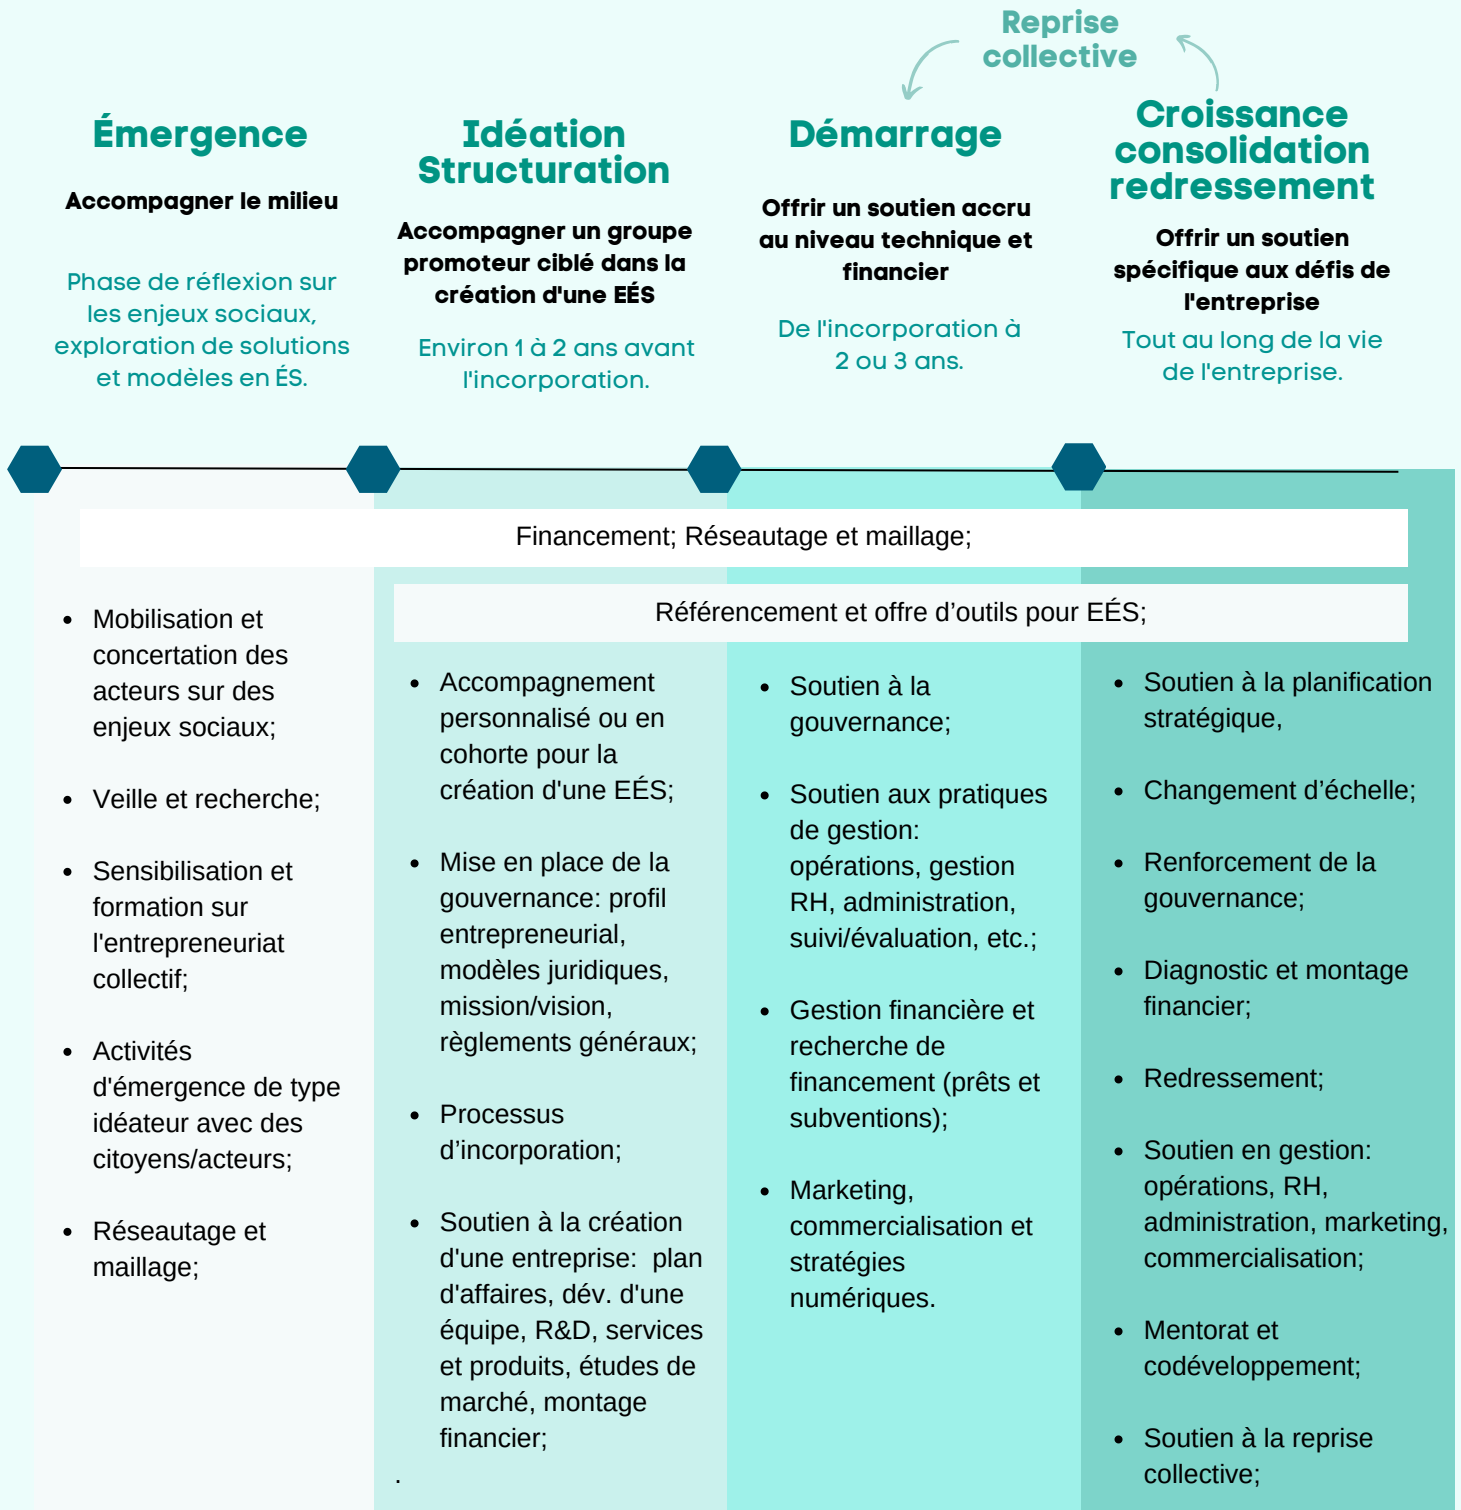 Reprise
collective
Émergence
Accompagner le milieu
Phase de réflexion sur
les enjeux sociaux,
exploration de solutions
et modèles en ÉS.
Idéation
Structuration
Accompagner un groupe
promoteur ciblé dans la
création d'une EÉS
Environ 1 à 2 ans avant
l'incorporation.
Démarrage
Offrir un soutien accru
au niveau technique et
financier
De l'incorporation à
2 ou 3 ans.
Croissance
consolidation
redressement
Offrir un soutien
spécifique aux défis de
l'entreprise
Tout au long de la vie
de l'entreprise.
Financement; Réseautage et maillage;
Référencement et offre d’outils pour EÉS;
• Mobilisation et
concertation des
acteurs sur des
enjeux sociaux;
• Veille et recherche;
• Sensibilisation et
formation sur
l'entrepreneuriat
collectif;
• Activités
d'émergence de type
idéateur avec des
citoyens/acteurs;
• Réseautage et
maillage;
• Accompagnement
personnalisé ou en
cohorte pour la
création d'une EÉS;
• Mise en place de la
gouvernance: profil
entrepreneurial,
modèles juridiques,
mission/vision,
règlements généraux;
• Processus
d’incorporation;
• Soutien à la création
d'une entreprise:  plan
d'affaires, dév. d'une
équipe, R&D, services
et produits, études de
marché, montage
financier;
.
• Soutien à la
gouvernance;
• Soutien aux pratiques
de gestion:
opérations, gestion
RH, administration,
suivi/évaluation, etc.;
• Gestion financière et
recherche de
financement (prêts et
subventions);
• Marketing,
commercialisation et
stratégies
numériques.
• Soutien à la planification
stratégique,
• Changement d’échelle;
• Renforcement de la
gouvernance;
• Diagnostic et montage
financier;
• Redressement;
• Soutien en gestion:
opérations, RH,
administration, marketing,
commercialisation;
• Mentorat et
codéveloppement;
• Soutien à la reprise
collective;